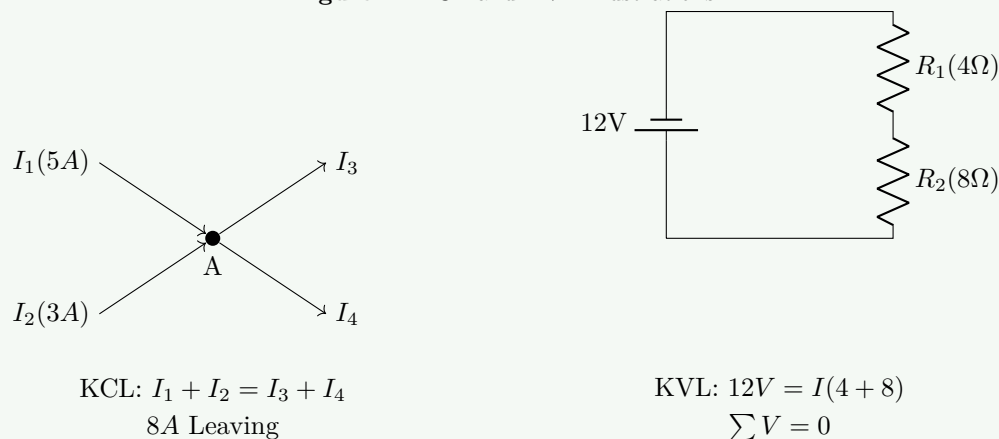 12V
R₁(4Ω)
R₂(8Ω)
I₁(5A)
I₃
A
I₂(3A)
I₄
KCL: I₁ + I₂ = I₃ + I₄
8A Leaving
KVL: 12V = I(4 + 8)
∑ V = 0